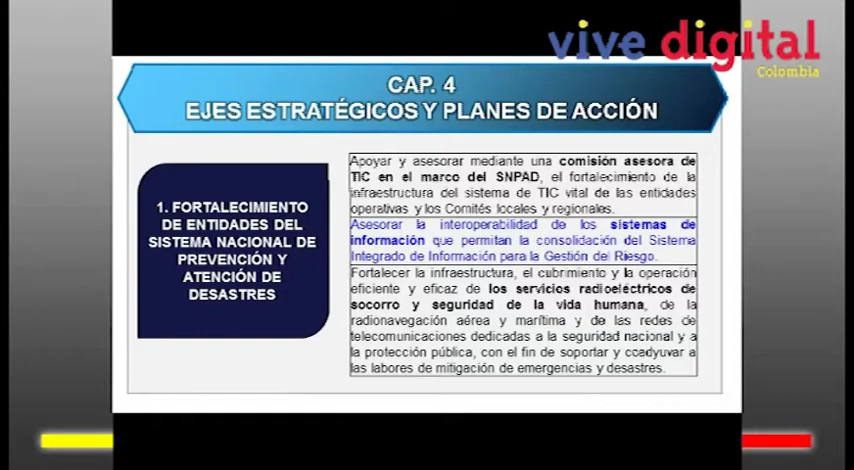 vive digital
Colombia
CAP. 4
EJES ESTRATÉGICOS Y PLANES DE ACCIÓN
1. FORTALECIMIENTO
DE ENTIDADES DEL
SISTEMA NACIONAL DE
PREVENCIÓN Y
ATENCIÓN DE
DESASTRES
Apoyar y asesorar mediante una comisión asesora de
TIC en el marco del SNPAD, el fortalecimiento de la
infraestructura del sistema de TIC vital de las entidades
operativas y los Comités locales y regionales.
Asesorar la interoperabilidad de los sistemas de
información que permitan la consolidación del Sistema
Integrado de Información para la Gestión del Riesgo.
Fortalecer la infraestructura, el cubrimiento y la operación
eficiente y eficaz de los servicios radioeléctricos de
socorro y seguridad de la vida humana, de la
radionavegación aérea y marítima y de las redes de
telecomunicaciones dedicadas a la seguridad nacional y a
la protección pública, con el fin de soportar y coadyuvar a
las labores de mitigación de emergencias y desastres.